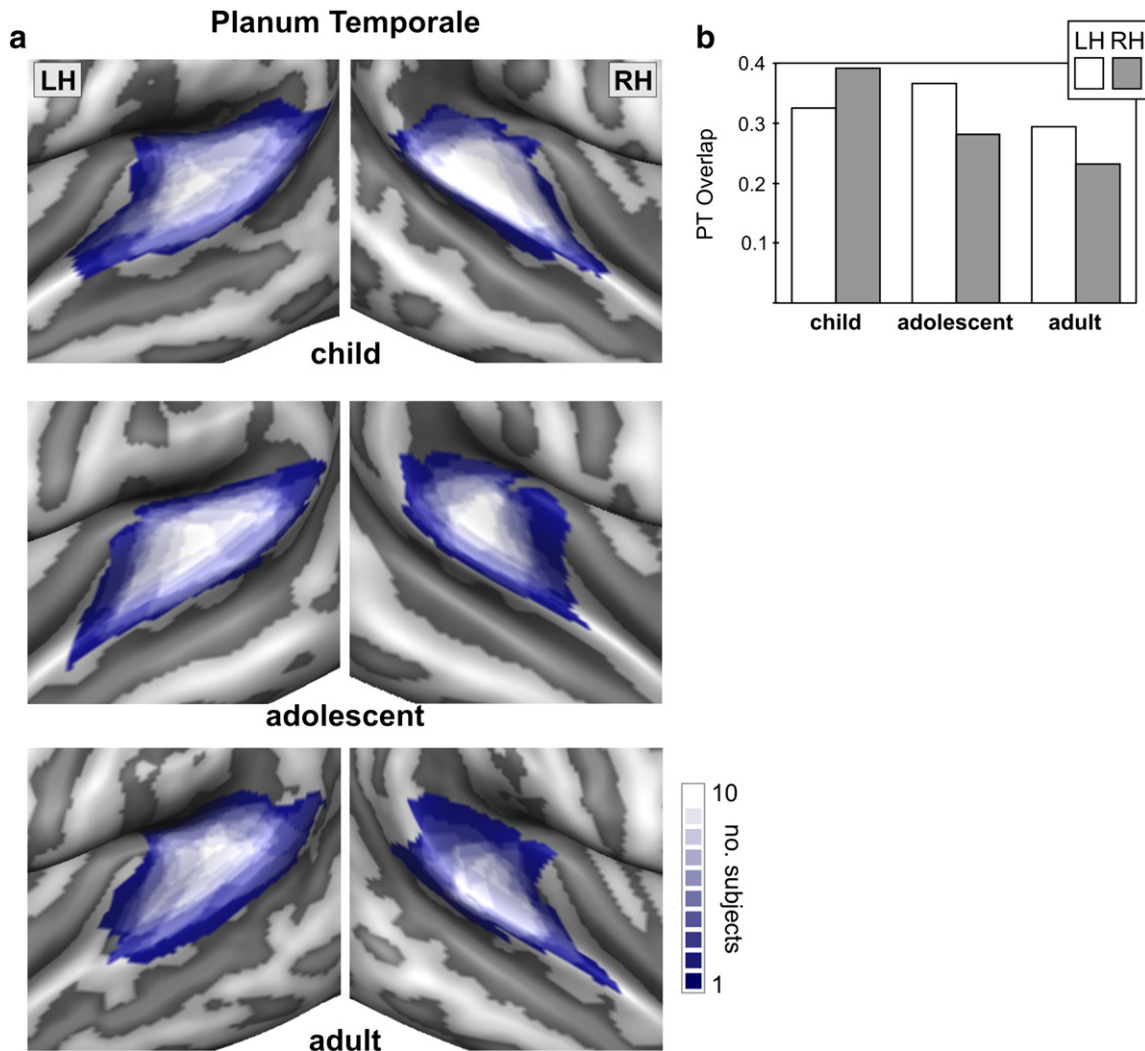 Planum Temporale
a
LH
RH
child
adolescent
adult
10
no. subjects
1
b
LH RH
0.4
0.3
0.2
0.1
PT Overlap
child adolescent adult